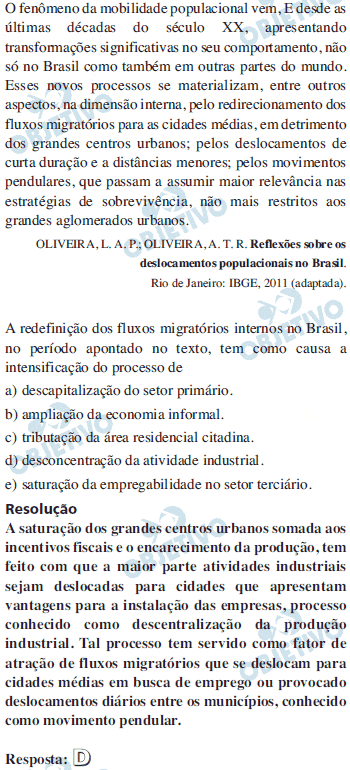 O fenômeno da mobilidade populacional vem, E desde as
últimas décadas do século XX, apresentando
transformações significativas no seu comportamento, não
só no Brasil como também em outras partes do mundo.
Esses novos processos se materializam, entre outros
aspectos, na dimensão interna, pelo redirecionamento dos
fluxos migratórios para as cidades médias, em detrimento
dos grandes centros urbanos; pelos deslocamentos de
curta duração e a distâncias menores; pelos movimentos
pendulares, que passam a assumir maior relevância nas
estratégias de sobrevivência, não mais restritos aos
grandes aglomerados urbanos.
OLIVEIRA, L. A. P.; OLIVEIRA, A. T. R. Reflexões sobre os
deslocamentos populacionais no Brasil.
Rio de Janeiro: IBGE, 2011 (adaptada).
A redefinição dos fluxos migratórios internos no Brasil,
no período apontado no texto, tem como causa a
intensificação do processo de
a) descapitalização do setor primário.
b) ampliação da economia informal.
c) tributação da área residencial citadina.
d) desconcentração da atividade industrial.
e) saturação da empregabilidade no setor terciário.
Resolução
A saturação dos grandes centros urbanos somada aos
incentivos fiscais e o encarecimento da produção, tem
feito com que a maior parte atividades industriais
sejam deslocadas para cidades que apresentam
vantagens para a instalação das empresas, processo
conhecido como descentralização da produção
industrial. Tal processo tem servido como fator de
atração de fluxos migratórios que se deslocam para
cidades médias em busca de emprego ou provocado
deslocamentos diários entre os municípios, conhecido
como movimento pendular.
Resposta: D
OBJETIVO
OBJETIVO
OBJETIVO
OBJETIVO
OBJETIVO
OBJETIVO
OBJETIVO
OBJETIVO